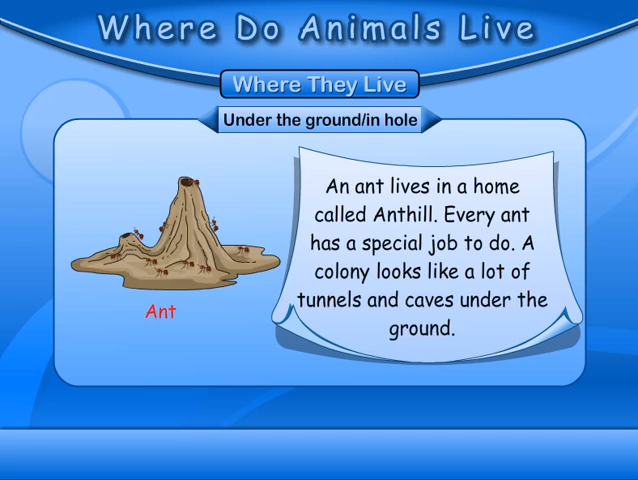 Where Do Animals Live
Where They Live
Under the ground/in hole
An ant lives in a home
called Anthill. Every ant
has a special job to do. A
colony looks like a lot of
tunnels and caves under the
ground.
Ant